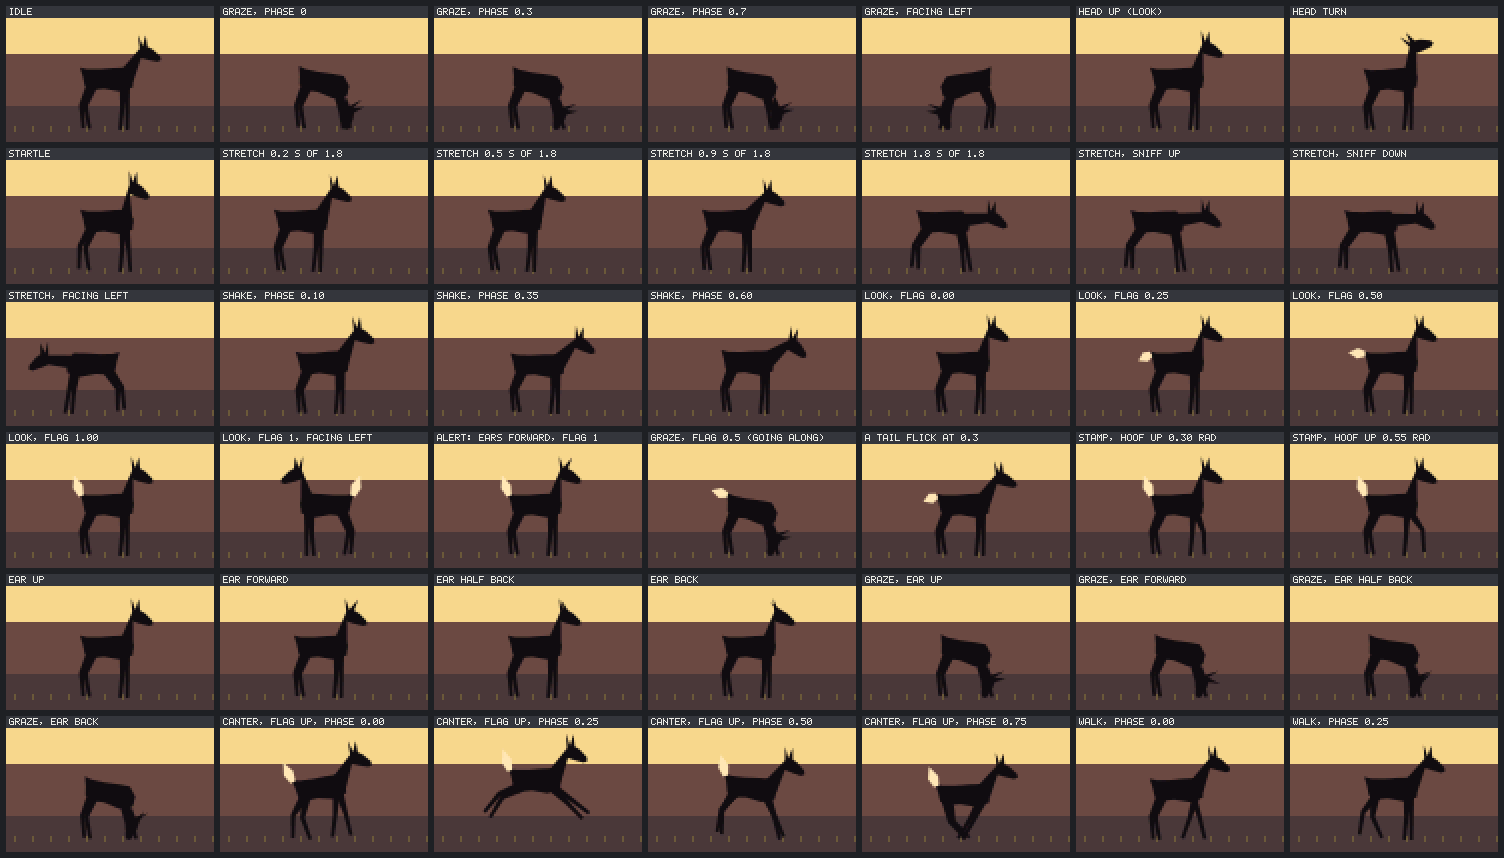 IDLE
GRAZE, PHASE 0
GRAZE, PHASE 0.3
GRAZE, PHASE 0.7
GRAZE, FACING LEFT
HEAD UP (LOOK)
HEAD TURN
STARTLE
STRETCH 0.2 S OF 1.8
STRETCH 0.5 S OF 1.8
STRETCH 0.9 S OF 1.8
STRETCH 1.8 S OF 1.8
STRETCH, SNIFF UP
STRETCH, SNIFF DOWN
STRETCH, FACING LEFT
SHAKE, PHASE 0.10
SHAKE, PHASE 0.35
SHAKE, PHASE 0.60
LOOK, FLAG 0.00
LOOK, FLAG 0.25
LOOK, FLAG 0.50
LOOK, FLAG 1.00
LOOK, FLAG 1, FACING LEFT
ALERT: EARS FORWARD, FLAG 1
GRAZE, FLAG 0.5 (GOING ALONG)
A TAIL FLICK AT 0.3
STAMP, HOOF UP 0.30 RAD
STAMP, HOOF UP 0.55 RAD
EAR UP
EAR FORWARD
EAR HALF BACK
EAR BACK
GRAZE, EAR UP
GRAZE, EAR FORWARD
GRAZE, EAR HALF BACK
GRAZE, EAR BACK
CANTER, FLAG UP, PHASE 0.00
CANTER, FLAG UP, PHASE 0.25
CANTER, FLAG UP, PHASE 0.50
CANTER, FLAG UP, PHASE 0.75
WALK, PHASE 0.00
WALK, PHASE 0.25